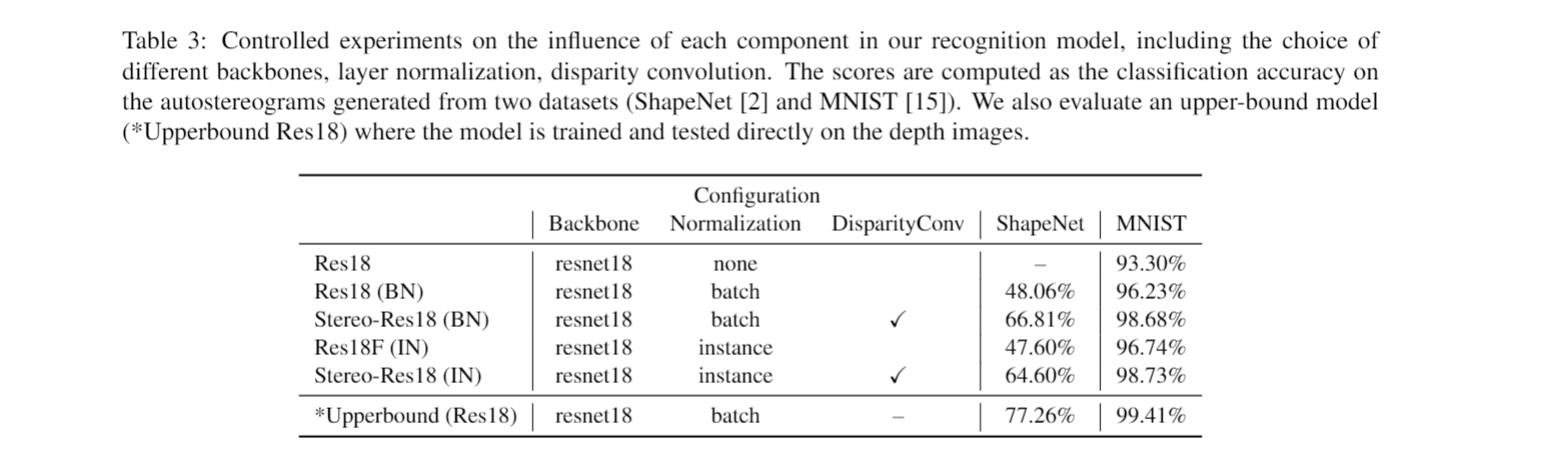 Table 3: Controlled experiments on the influence of each component in our recognition model, including the choice of
different backbones, layer normalization, disparity convolution. The scores are computed as the classification accuracy on
the autostereograms generated from two datasets (ShapeNet [2] and MNIST [15]). We also evaluate an upper-bound model
(*Upperbound Res18) where the model is trained and tested directly on the depth images.
Configuration
Backbone Normalization DisparityConv ShapeNet MNIST
Res18 resnet18 none – 93.30%
Res18 (BN) resnet18 batch 48.06% 96.23%
Stereo-Res18 (BN) resnet18 batch ✓ 66.81% 98.68%
Res18F (IN) resnet18 instance 47.60% 96.74%
Stereo-Res18 (IN) resnet18 instance ✓ 64.60% 98.73%
*Upperbound (Res18) resnet18 batch – 77.26% 99.41%